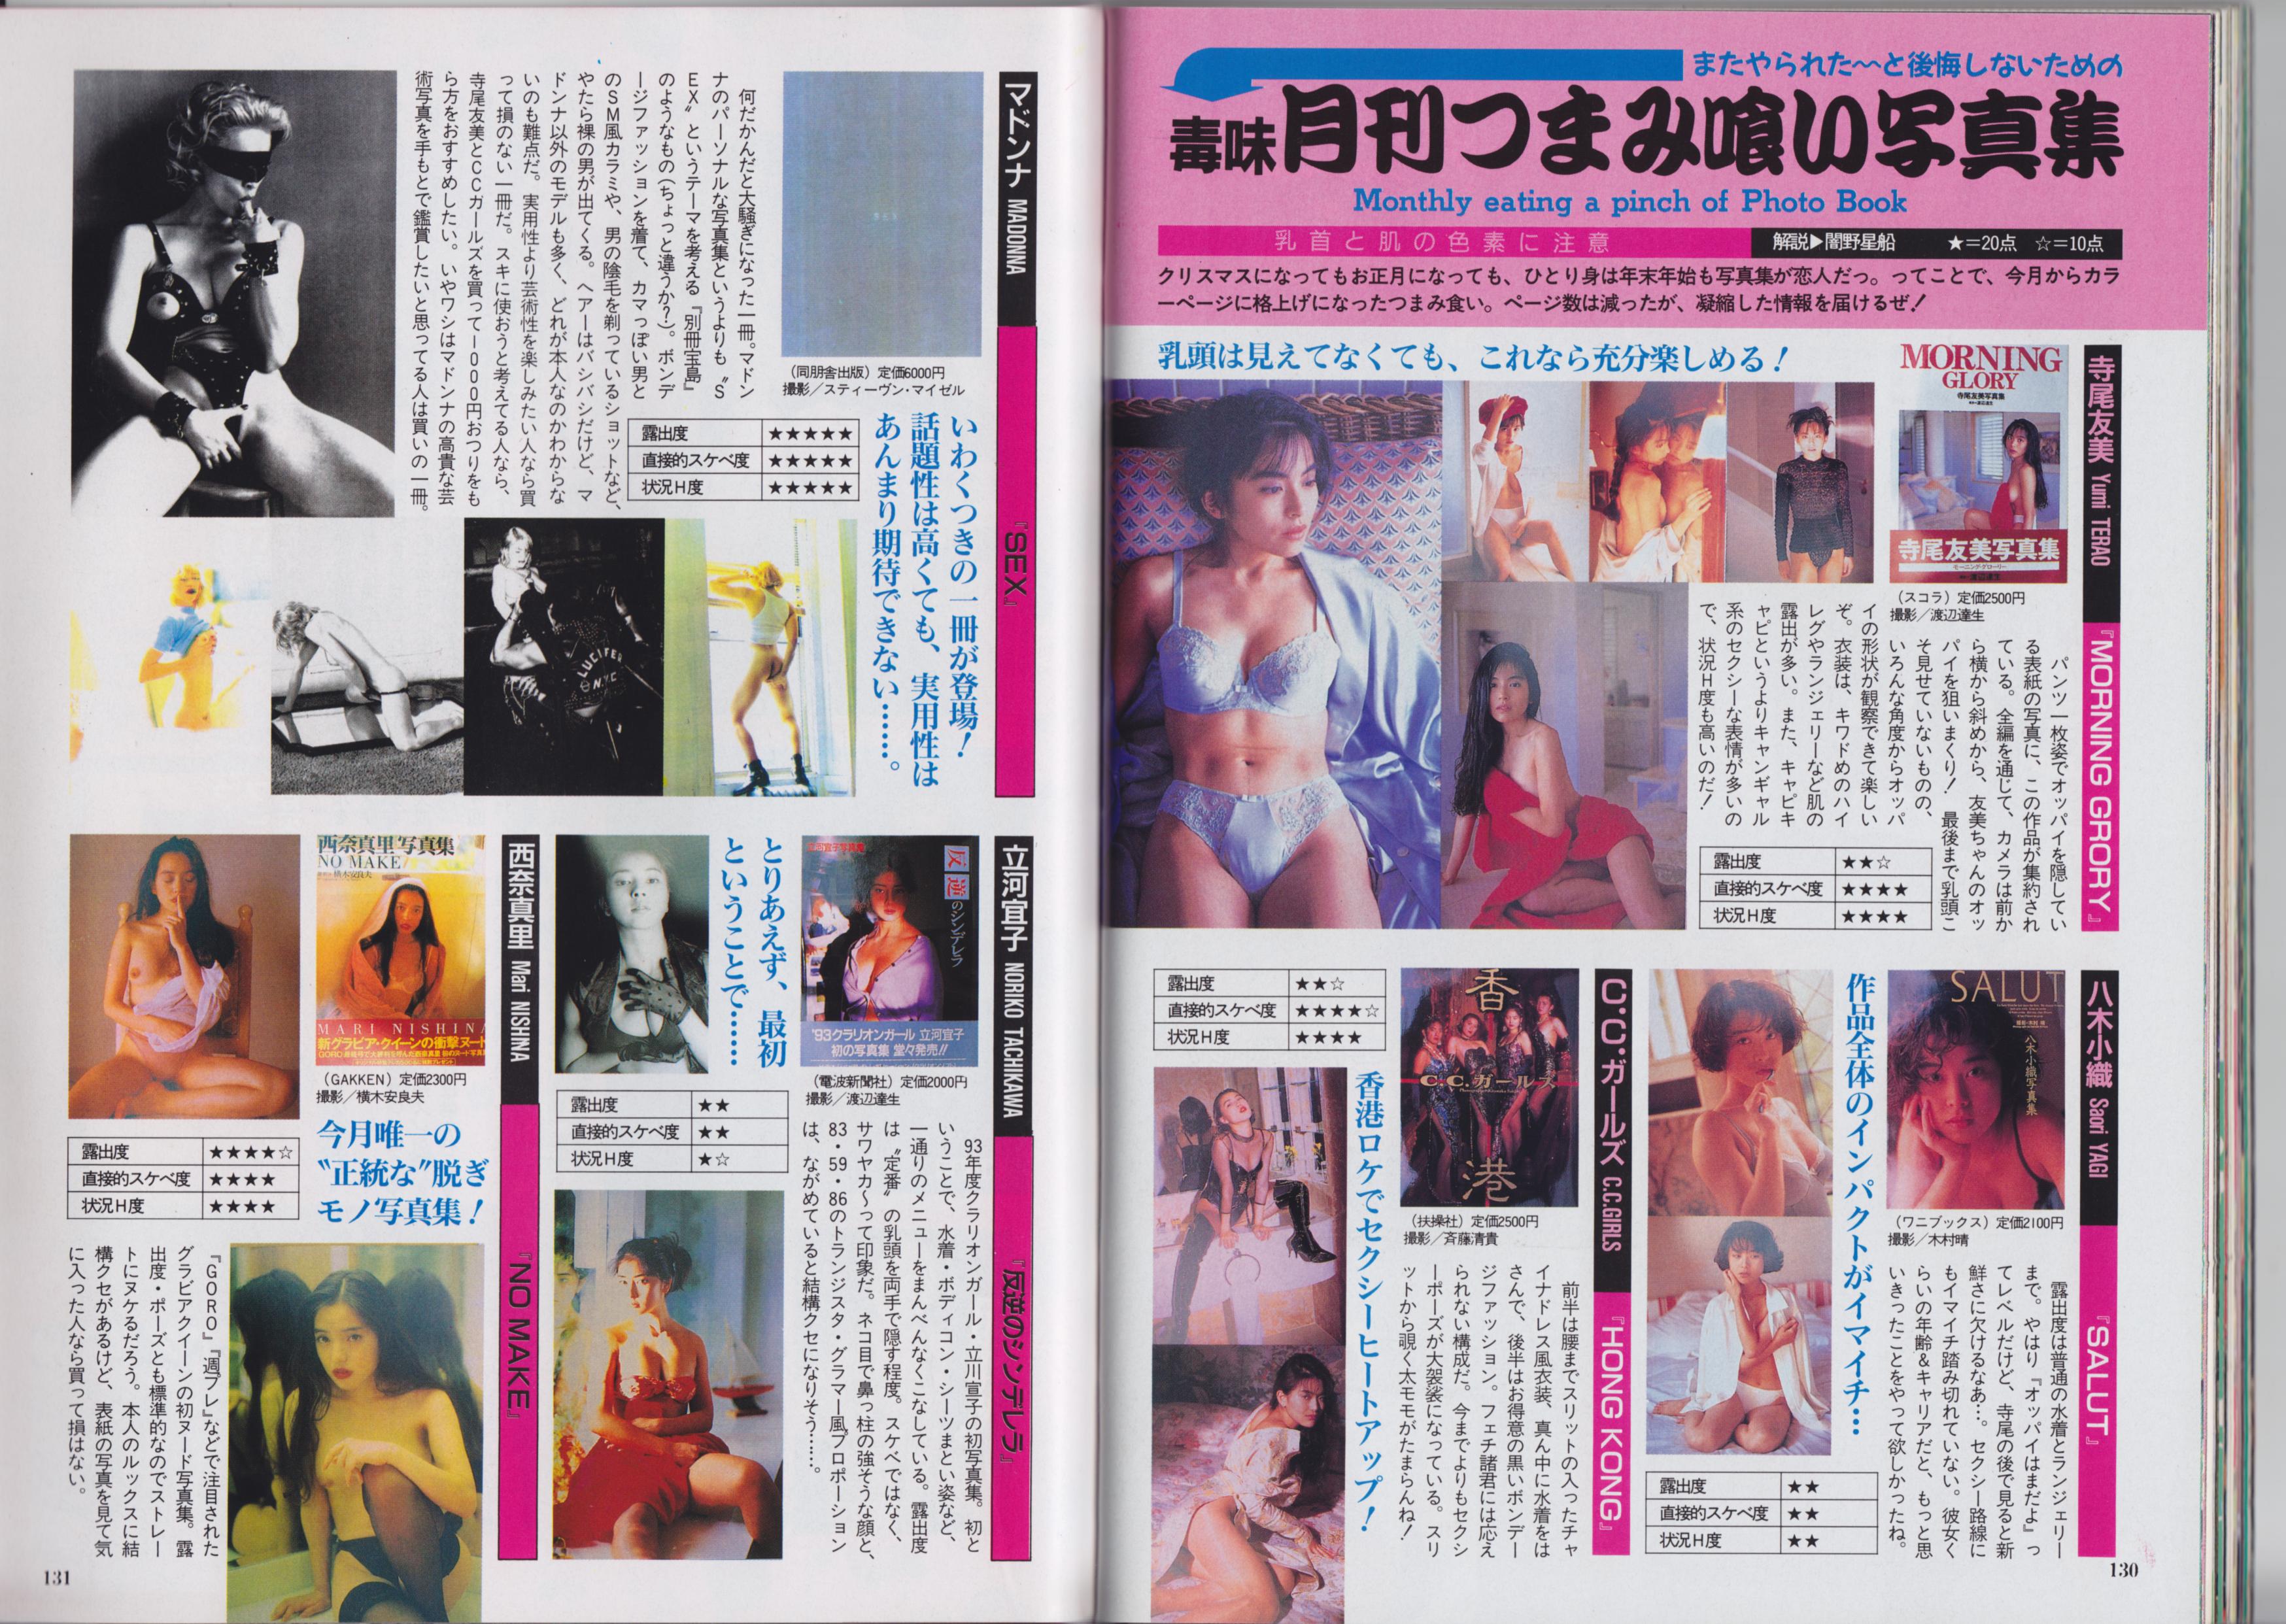 またやられた〜〜と後悔しないための
毒味月刊つまみ喰い写真集
Monthly eating a pinch of Photo Book
乳首と肌の色素に注意
解説▶闇野星船 ★=20点 ☆=10点
クリスマスになってもお正月になっても、ひとり身は年末年始も写真集が恋人だっ。ってことで、今月からカラ
ーページに格上げになったつまみ食い。ページ数は減ったが、凝縮した情報を届けるぜ!
寺尾友美 Yumi TERAO
『MORNING GRORY』
乳頭は見えてなくても、これなら充分楽しめる!
MORNING
GLORY
寺尾友美写真集
寺尾友美写真集
モーニング・グローリー
(スコラ)定価2500円
撮影/渡辺達生
パンツ一枚姿でオッパイを隠してい
る表紙の写真に、この作品が集約され
ている。全編を通じて、カメラは前か
ら横から斜めから、友美ちゃんのオッ
パイを狙いまくり! 最後まで乳頭こ
そ見せていないものの、
いろんな角度からオッパ
イの形状が観察できて楽しい
ぞ。衣装は、キワドめのハイ
レグやランジェリーなど肌の
露出が多い。また、キャピキ
ャピというよりキャンギャル
系のセクシーな表情が多いの
で、状況H度も高いのだ!
露出度 ★★☆
直接的スケベ度 ★★★★
状況H度 ★★★★
八木小織 Saori YAGI
『SALUT』
SALUT
八木小織写真集
(ワニブックス)定価2100円
撮影/木村晴
作品全体のインパクトがイマイチ…
露出度は普通の水着とランジェリー
まで。やはり『オッパイはまだよ』っ
てレベルだけど、寺尾の後で見ると新
鮮さに欠けるなあ…。セクシー路線に
もイマイチ踏み切れていない。彼女く
らいの年齢&キャリアだと、もっと思
いきったことをやって欲しかったね。
露出度 ★★
直接的スケベ度 ★★
状況H度 ★★
C.C.ガールズ C.C.GIRLS
『HONG KONG』
香
C.C.ガールズ
港
(扶桑社)定価2500円
撮影/斉藤清貴
香港ロケでセクシーヒートアップ!
前半は腰までスリットの入ったチャ
イナドレス風衣装、真ん中に水着をは
さんで、後半はお得意の黒いボンデー
ジファッション。フェチ諸君には応え
られない構成だ。今までよりもセクシ
ーポーズが大袈裟になっている。スリ
ットから覗く太モモがたまらんね!
露出度 ★★☆
直接的スケベ度 ★★★★☆
状況H度 ★★★★
130
マドンナ MADONNA
『SEX』
(同朋舎出版)定価6000円
撮影/スティーヴン・マイゼル
いわくつきの一冊が登場!
話題性は高くても、実用性は
あんまり期待できない……。
何だかんだと大騒ぎになった一冊。マドン
ナのパーソナルな写真集というよりも〝S
EX〟というテーマを考える『別冊宝島』
のようなもの(ちょっと違うか?)。ボンデ
ージファッションを着て、カマっぽい男と
のSM風カラミや、男の陰毛を剃っているショットなど、
やたら裸の男が出てくる。ヘアーはバシバシだけど、マ
ドンナ以外のモデルも多く、どれが本人なのかわからな
いのも難点だ。実用性より芸術性を楽しみたい人なら買
って損のない一冊だ。スキに使おうと考えてる人なら、
寺尾友美とCCガールズを買って1000円おつりをも
らう方をおすすめしたい。いやワシはマドンナの高貴な芸
術写真を手もとで鑑賞したいと思ってる人は買いの一冊。
露出度 ★★★★★
直接的スケベ度 ★★★★★
状況H度 ★★★★★
LUCIFER
N.Y.C
立河宜子 NORIKO TACHIKAWA
『反逆のシンデレラ』
立河宜子写真集
反逆のシンデレラ
'93クラリオンガール 立河宜子
初の写真集 堂々発売!!
(電波新聞社)定価2000円
撮影/渡辺達生
とりあえず、最初
ということで……
93年度クラリオンガール・立川宣子の初写真集。初と
いうことで、水着・ボディコン・シーツまとい姿など、
一通りのメニューをまんべんなくこなしている。露出度
は〝定番〟の乳頭を両手で隠す程度。スケベではなく、
サワヤカ〜って印象だ。ネコ目で鼻っ柱の強そうな顔と、
83・59・86のトランジスタ・グラマー風プロポーション
は、ながめていると結構クセになりそう……。
露出度 ★★
直接的スケベ度 ★★
状況H度 ★☆
西奈真里 Mari NISHINA
『NO MAKE』
西奈真里写真集
NO MAKE
撮影/横木安良夫
MARI NISHINA
新グラビア・クイーンの衝撃ヌード
(GAKKEN)定価2300円
撮影/横木安良夫
今月唯一の
〝正統な〟脱ぎ
モノ写真集!
『GORO』『週プレ』などで注目された
グラビアクイーンの初ヌード写真集。露
出度・ポーズとも標準的なのでストレー
トにヌケるだろう。本人のルックスに結
構クセがあるけど、表紙の写真を見て気
に入った人なら買って損はない。
露出度 ★★★★☆
直接的スケベ度 ★★★★
状況H度 ★★★★
131